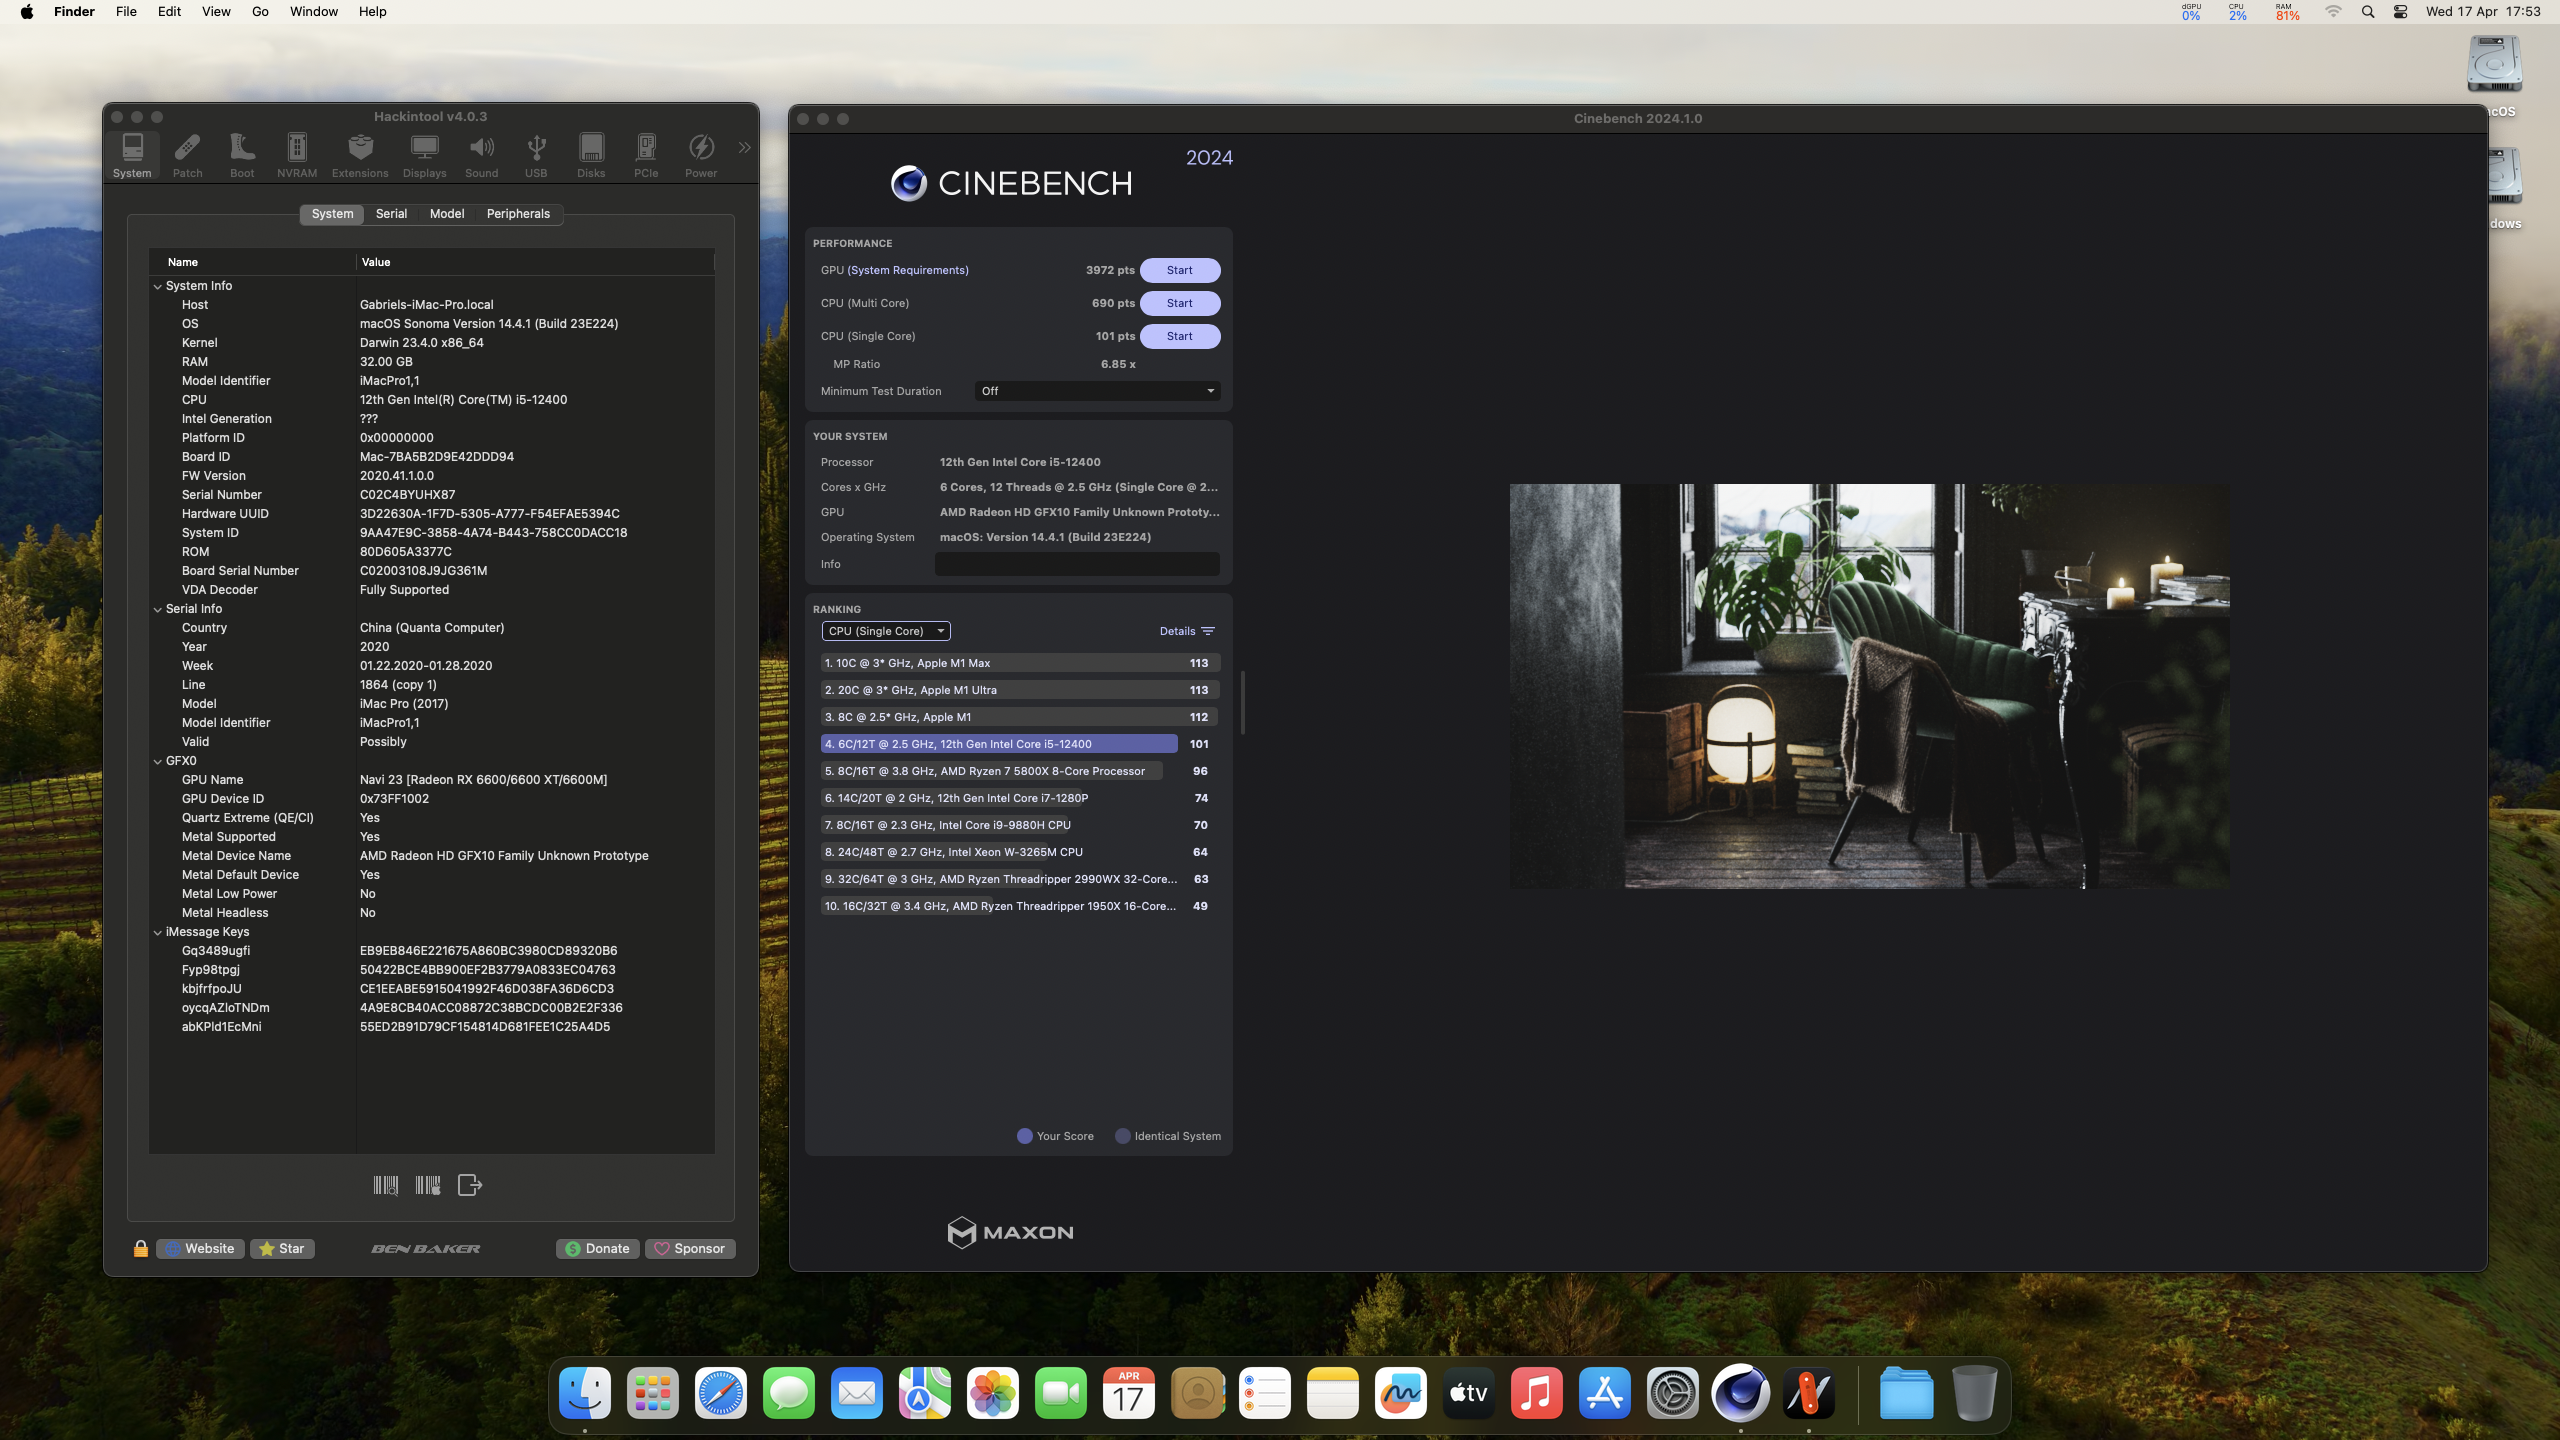 Finder File Edit View Go Window Help
dGPU 0% CPU 2% RAM 81% Wed 17 Apr 17:53
Hackintool v4.0.3
System Patch Boot NVRAM Extensions Displays Sound USB Disks PCIe Power
System Serial Model Peripherals
Name Value
System Info
Host Gabriels-iMac-Pro.local
OS macOS Sonoma Version 14.4.1 (Build 23E224)
Kernel Darwin 23.4.0 x86_64
RAM 32.00 GB
Model Identifier iMacPro1,1
CPU 12th Gen Intel(R) Core(TM) i5-12400
Intel Generation ???
Platform ID 0x00000000
Board ID Mac-7BA5B2D9E42DDD94
FW Version 2020.41.1.0.0
Serial Number C02C4BYUHX87
Hardware UUID 3D22630A-1F7D-5305-A777-F54EFAE5394C
System ID 9AA47E9C-3858-4A74-B443-758CC0DACC18
ROM 80D605A3377C
Board Serial Number C02003108J9JG361M
VDA Decoder Fully Supported
Serial Info
Country China (Quanta Computer)
Year 2020
Week 01.22.2020-01.28.2020
Line 1864 (copy 1)
Model iMac Pro (2017)
Model Identifier iMacPro1,1
Valid Possibly
GFX0
GPU Name Navi 23 [Radeon RX 6600/6600 XT/6600M]
GPU Device ID 0x73FF1002
Quartz Extreme (QE/CI) Yes
Metal Supported Yes
Metal Device Name AMD Radeon HD GFX10 Family Unknown Prototype
Metal Default Device Yes
Metal Low Power No
Metal Headless No
iMessage Keys
Gq3489ugfi EB9EB846E221675A860BC3980CD89320B6
Fyp98tpgj 50422BCE4BB900EF2B3779A0833EC04763
kbjfrfpoJU CE1EEABE5915041992F46D038FA36D6CD3
oycqAZloTNDm 4A9E8CB40ACC08872C38BCDC00B2E2F336
abKPld1EcMni 55ED2B91D79CF154814D681FEE1C25A4D5
Website Star BEN BAKER Donate Sponsor
Cinebench 2024.1.0
2024
CINEBENCH
PERFORMANCE
GPU (System Requirements) 3972 pts Start
CPU (Multi Core) 690 pts Start
CPU (Single Core) 101 pts Start
MP Ratio 6.85 x
Minimum Test Duration Off
YOUR SYSTEM
Processor 12th Gen Intel Core i5-12400
Cores x GHz 6 Cores, 12 Threads @ 2.5 GHz (Single Core @ 2...
GPU AMD Radeon HD GFX10 Family Unknown Prototy...
Operating System macOS: Version 14.4.1 (Build 23E224)
Info
RANKING
CPU (Single Core) Details
1. 10C @ 3* GHz, Apple M1 Max 113
2. 20C @ 3* GHz, Apple M1 Ultra 113
3. 8C @ 2.5* GHz, Apple M1 112
4. 6C/12T @ 2.5 GHz, 12th Gen Intel Core i5-12400 101
5. 8C/16T @ 3.8 GHz, AMD Ryzen 7 5800X 8-Core Processor 96
6. 14C/20T @ 2 GHz, 12th Gen Intel Core i7-1280P 74
7. 8C/16T @ 2.3 GHz, Intel Core i9-9880H CPU 70
8. 24C/48T @ 2.7 GHz, Intel Xeon W-3265M CPU 64
9. 32C/64T @ 3 GHz, AMD Ryzen Threadripper 2990WX 32-Core... 63
10. 16C/32T @ 3.4 GHz, AMD Ryzen Threadripper 1950X 16-Core... 49
Your Score Identical System
MAXON
cOS
dows
APR
17
tv